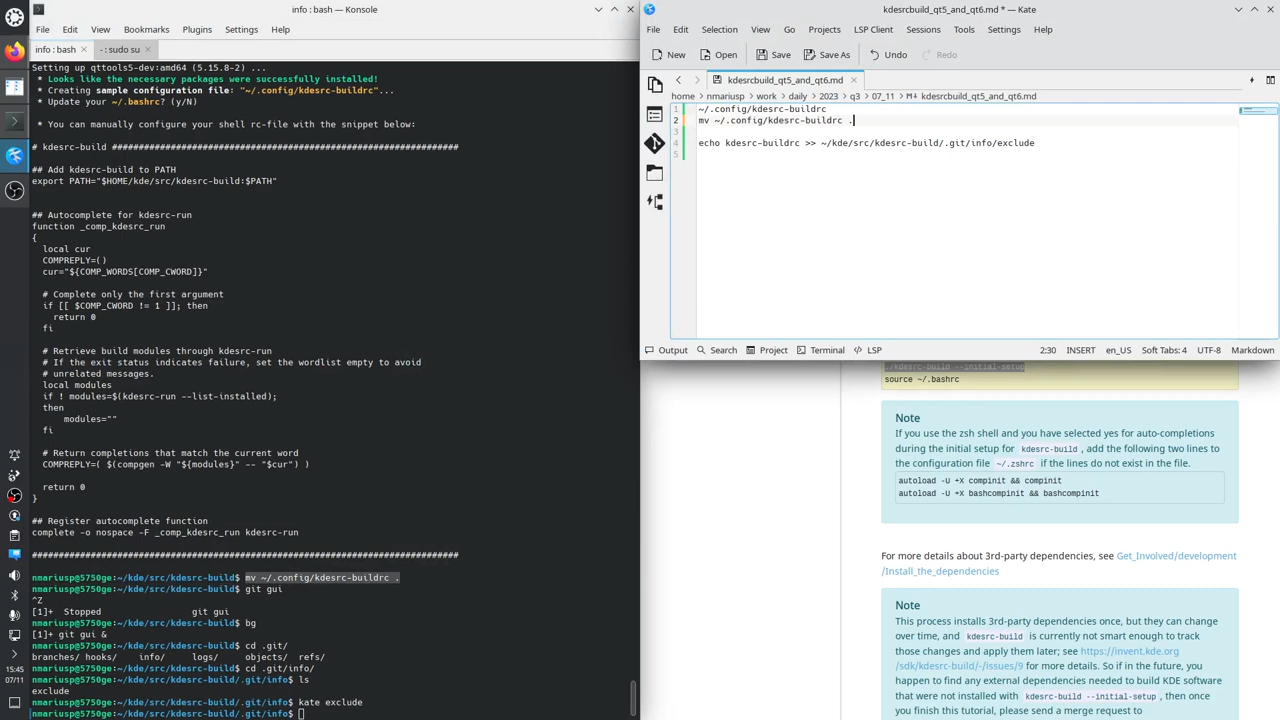 info : bash — Konsole
File Edit View Bookmarks Plugins Settings Help
info : bash
- : sudo su
Setting up qttools5-dev:amd64 (5.15.8-2) ...
* Looks like the necessary packages were successfully installed!
* Creating sample configuration file: "~/.config/kdesrc-buildrc"...
* Update your ~/.bashrc? (y/N)
* You can manually configure your shell rc-file with the snippet below:
# kdesrc-build ################################################################
## Add kdesrc-build to PATH
export PATH="$HOME/kde/src/kdesrc-build:$PATH"
## Autocomplete for kdesrc-run
function _comp_kdesrc_run
{
local cur
COMPREPLY=()
cur="${COMP_WORDS[COMP_CWORD]}"
# Complete only the first argument
if [[ $COMP_CWORD != 1 ]]; then
return 0
fi
# Retrieve build modules through kdesrc-run
# If the exit status indicates failure, set the wordlist empty to avoid
# unrelated messages.
local modules
if ! modules=$(kdesrc-run --list-installed);
then
modules=""
fi
# Return completions that match the current word
COMPREPLY=( $(compgen -W "${modules}" -- "$cur") )
return 0
}
## Register autocomplete function
complete -o nospace -F _comp_kdesrc_run kdesrc-run
################################################################################
nmariusp@5750ge:~/kde/src/kdesrc-build$ mv ~/.config/kdesrc-buildrc .
nmariusp@5750ge:~/kde/src/kdesrc-build$ git gui
^Z
[1]+ Stopped git gui
nmariusp@5750ge:~/kde/src/kdesrc-build$ bg
[1]+ git gui &
nmariusp@5750ge:~/kde/src/kdesrc-build$ cd .git/
branches/ hooks/ info/ logs/ objects/ refs/
nmariusp@5750ge:~/kde/src/kdesrc-build$ cd .git/info/
nmariusp@5750ge:~/kde/src/kdesrc-build/.git/info$ ls
exclude
nmariusp@5750ge:~/kde/src/kdesrc-build/.git/info$ kate exclude
nmariusp@5750ge:~/kde/src/kdesrc-build/.git/info$
15:45
07/11
kdesrcbuild_qt5_and_qt6.md * — Kate
File Edit Selection View Go Projects LSP Client Sessions Tools Settings Help
New Open Save Save As Undo Redo
kdesrcbuild_qt5_and_qt6.md
home nmariusp work daily 2023 q3 07_11 kdesrcbuild_qt5_and_qt6.md
1 ~/.config/kdesrc-buildrc
2 mv ~/.config/kdesrc-buildrc .
3
4 echo kdesrc-buildrc >> ~/kde/src/kdesrc-build/.git/info/exclude
5
Output Search Project Terminal LSP 2:30 INSERT en_US Soft Tabs: 4 UTF-8 Markdown
./kdesrc-build --initial-setup
source ~/.bashrc
Note
If you use the zsh shell and you have selected yes for auto-completions
during the initial setup for kdesrc-build, add the following two lines to
the configuration file ~/.zshrc if the lines do not exist in the file.
autoload -U +X compinit && compinit
autoload -U +X bashcompinit && bashcompinit
For more details about 3rd-party dependencies, see Get_Involved/development
/Install_the_dependencies
Note
This process installs 3rd-party dependencies once, but they can change
over time, and kdesrc-build is currently not smart enough to track
those changes and apply them later; see https://invent.kde.org
/sdk/kdesrc-build/-/issues/9 for more details. So if in the future, you
happen to find any external dependencies needed to build KDE software
that were not installed with kdesrc-build --initial-setup, then once
you finish this tutorial, please send a merge request to